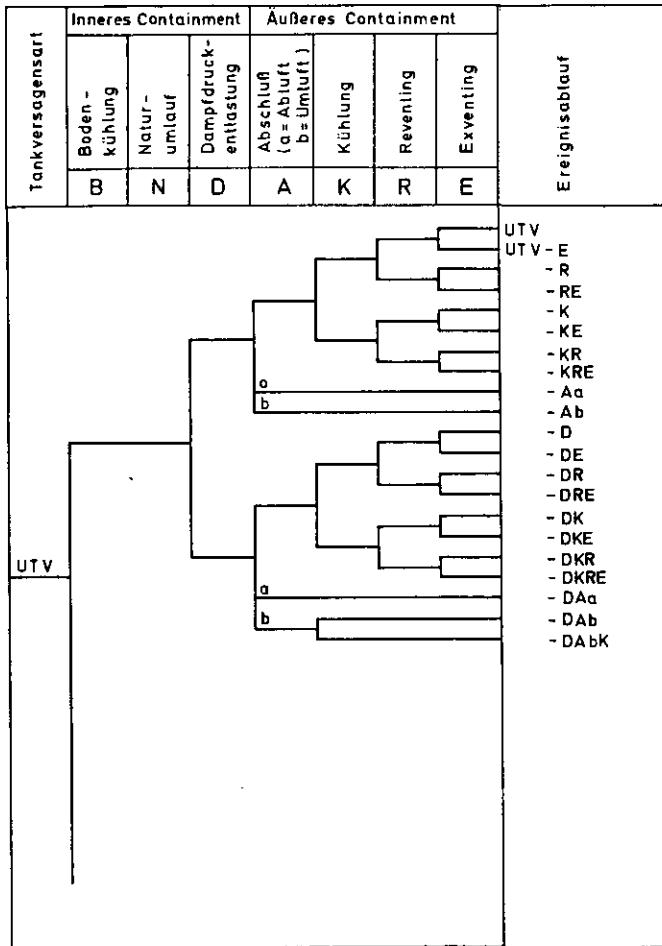 Tankversagensart
Inneres Containment
Äußeres Containment
Boden-
kühlung
Natur-
umlauf
Dampfdruck-
entlastung
Abschluß
(a = Abluft
b = Umluft)
Kühlung
Reventing
Exventing
Ereignisablauf
B N D A K R E
UTV
UTV - E
- R
- RE
- K
- KE
- KR
- KRE
a - Aa
b - Ab
- D
- DE
- DR
- DRE
- DK
- DKE
- DKR
UTV
- DKRE
a - DAa
b - DAb
- DAbK